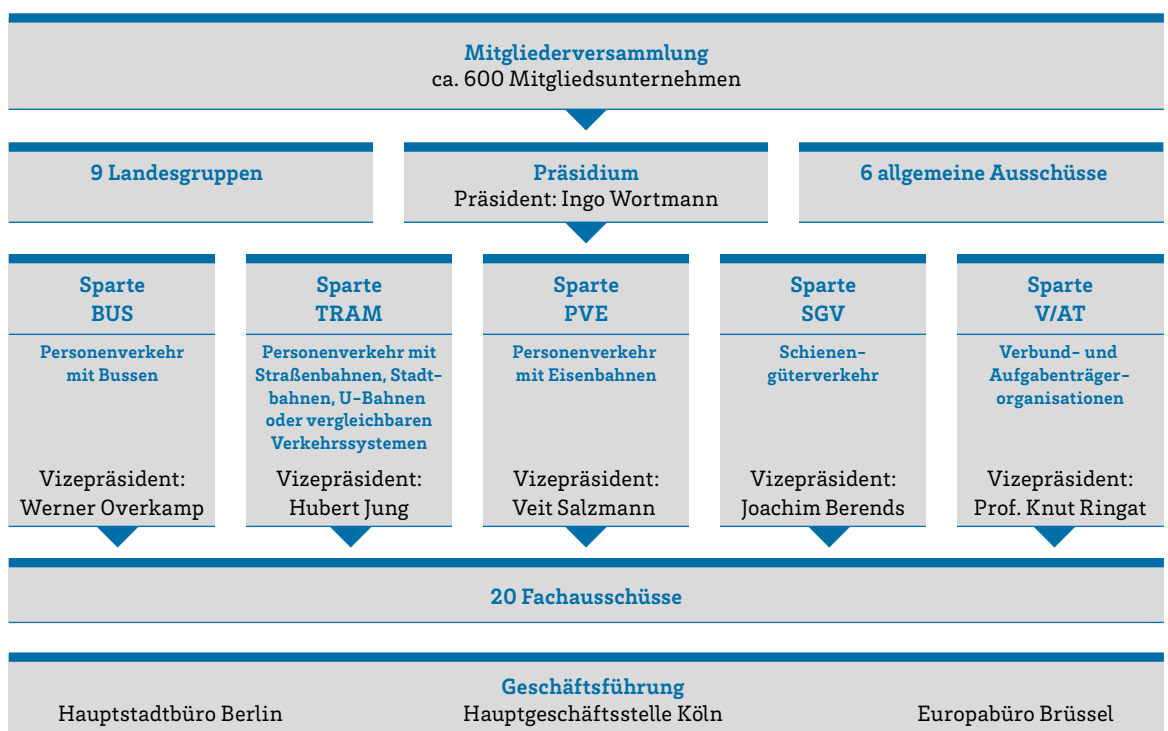 Mitgliederversammlung
ca. 600 Mitgliedsunternehmen
9 Landesgruppen
Präsidium
Präsident: Ingo Wortmann
6 allgemeine Ausschüsse
Sparte
BUS
Personenverkehr
mit Bussen
Vizepräsident:
Werner Overkamp
Sparte
TRAM
Personenverkehr mit
Straßenbahnen, Stadt-
bahnen, U-Bahnen
oder vergleichbaren
Verkehrssystemen
Vizepräsident:
Hubert Jung
Sparte
PVE
Personenverkehr
mit Eisenbahnen
Vizepräsident:
Veit Salzmann
Sparte
SGV
Schienen-
güterverkehr
Vizepräsident:
Joachim Berends
Sparte
V/AT
Verbund- und
Aufgabenträger-
organisationen
Vizepräsident:
Prof. Knut Ringat
20 Fachausschüsse
Geschäftsführung
Hauptstadtbüro Berlin
Hauptgeschäftsstelle Köln
Europabüro Brüssel